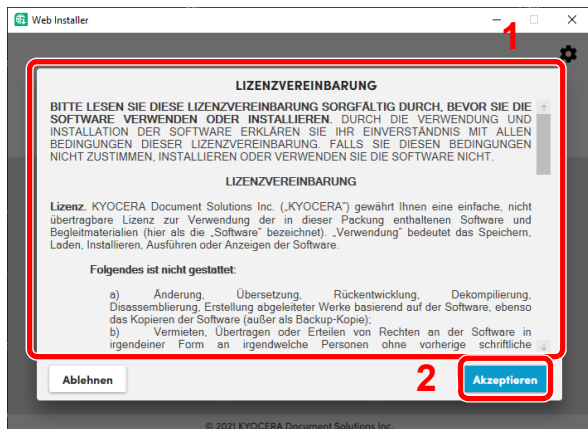 Web Installer
1
LIZENZVEREINBARUNG
BITTE LESEN SIE DIESE LIZENZVEREINBARUNG SORGFÄLTIG DURCH, BEVOR SIE DIE
SOFTWARE VERWENDEN ODER INSTALLIEREN. DURCH DIE VERWENDUNG UND
INSTALLATION DER SOFTWARE ERKLÄREN SIE IHR EINVERSTÄNDNIS MIT ALLEN
BEDINGUNGEN DIESER LIZENZVEREINBARUNG. FALLS SIE DIESEN BEDINGUNGEN
NICHT ZUSTIMMEN, INSTALLIEREN ODER VERWENDEN SIE DIE SOFTWARE NICHT.
LIZENZVEREINBARUNG
Lizenz. KYOCERA Document Solutions Inc. („KYOCERA“) gewährt Ihnen eine einfache, nicht
übertragbare Lizenz zur Verwendung der in dieser Packung enthaltenen Software und
Begleitmaterialien (hier als die „Software“ bezeichnet). „Verwendung“ bedeutet das Speichern,
Laden, Installieren, Ausführen oder Anzeigen der Software.
Folgendes ist nicht gestattet:
a) Änderung, Übersetzung, Rückentwicklung, Dekompilierung,
Disassemblierung, Erstellung abgeleiteter Werke basierend auf der Software, ebenso
das Kopieren der Software (außer als Backup-Kopie);
b) Vermieten, Übertragen oder Erteilen von Rechten an der Software in
irgendeiner Form an irgendwelche Personen ohne vorherige schriftliche
Ablehnen
2
Akzeptieren
© 2021 KYOCERA Document Solutions Inc.